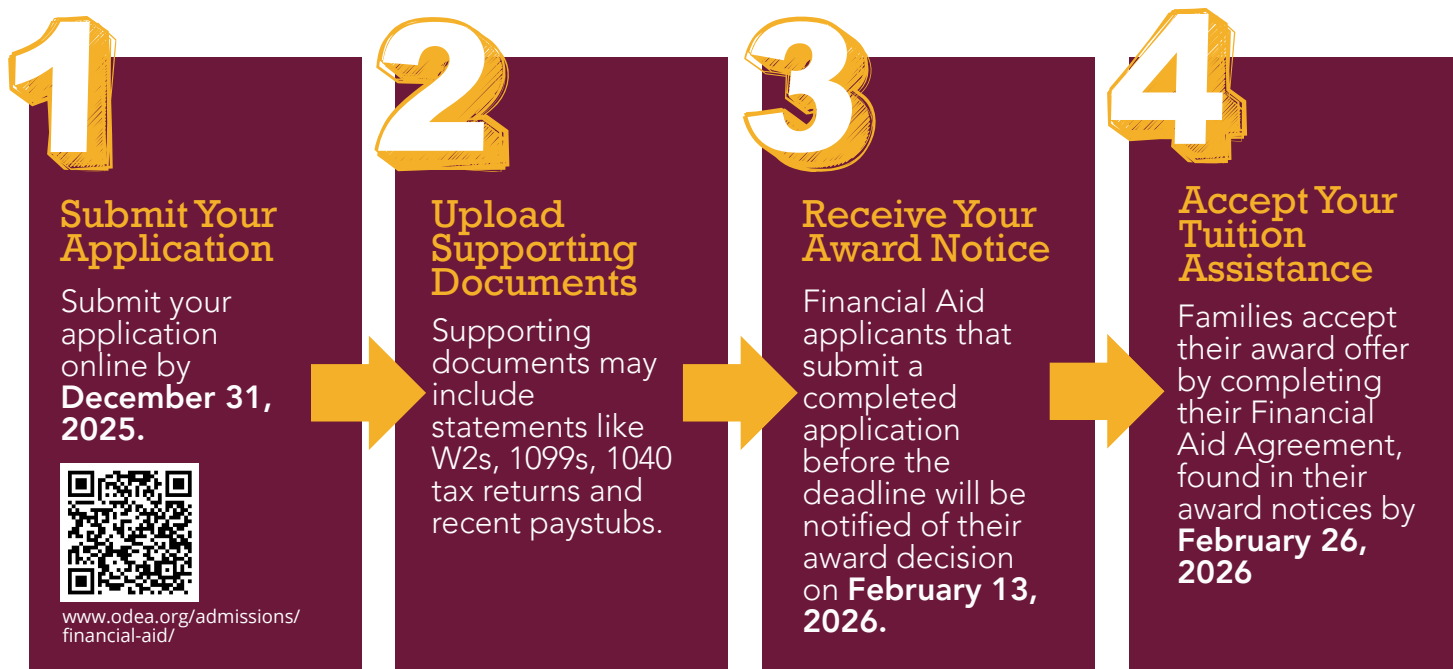 1
Submit Your
Application
Submit your
application
online by
December 31,
2025.
www.odea.org/admissions/
financial-aid/
2
Upload
Supporting
Documents
Supporting
documents may
include
statements like
W2s, 1099s, 1040
tax returns and
recent paystubs.
3
Receive Your
Award Notice
Financial Aid
applicants that
submit a
completed
application
before the
deadline will be
notified of their
award decision
on February 13,
2026.
4
Accept Your
Tuition
Assistance
Families accept
their award offer
by completing
their Financial
Aid Agreement,
found in their
award notices by
February 26,
2026